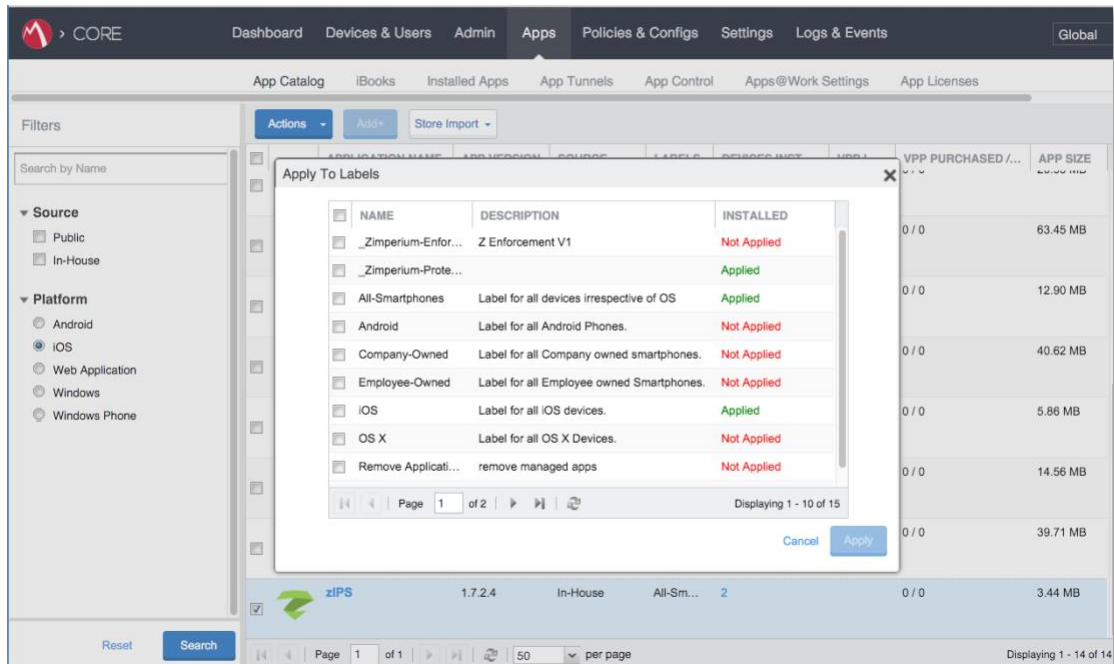 CORE
Dashboard Devices & Users Admin Apps Policies & Configs Settings Logs & Events Global
App Catalog iBooks Installed Apps App Tunnels App Control Apps@Work Settings App Licenses
Filters
Actions Add+ Store Import
Search by Name
APPLICATION NAME APP VERSION SOURCE LABELS DEVICES INST... VPP PURCHASED /... APP SIZE
Apply To Labels
Source
Public
In-House
Platform
Android
iOS
Web Application
Windows
Windows Phone
NAME DESCRIPTION INSTALLED
_Zimperium-Enfor... Z Enforcement V1 Not Applied
_Zimperium-Prote... Applied
All-Smartphones Label for all devices irrespective of OS Applied
Android Label for all Android Phones. Not Applied
Company-Owned Label for all Company owned smartphones. Not Applied
Employee-Owned Label for all Employee owned Smartphones. Not Applied
iOS Label for all iOS devices. Applied
OS X Label for all OS X Devices. Not Applied
Remove Applicati... remove managed apps Not Applied
Page 1 of 2 Displaying 1 - 10 of 15
Cancel Apply
0 / 0 63.45 MB
0 / 0 12.90 MB
0 / 0 40.62 MB
0 / 0 5.86 MB
0 / 0 14.56 MB
0 / 0 39.71 MB
zIPS 1.7.2.4 In-House All-Sm... 2 0 / 0 3.44 MB
Reset Search
Page 1 of 1 50 per page Displaying 1 - 14 of 14